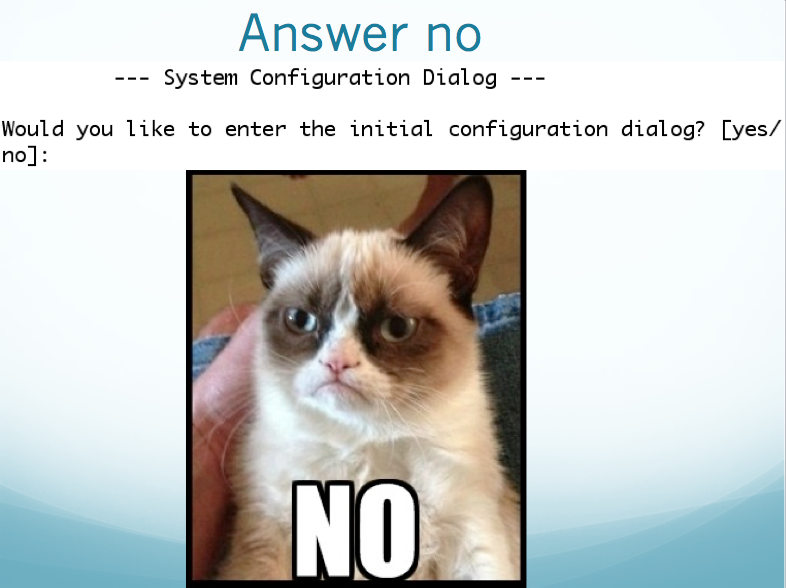 Answer no
--- System Configuration Dialog ---
Would you like to enter the initial configuration dialog? [yes/
no]:
NO